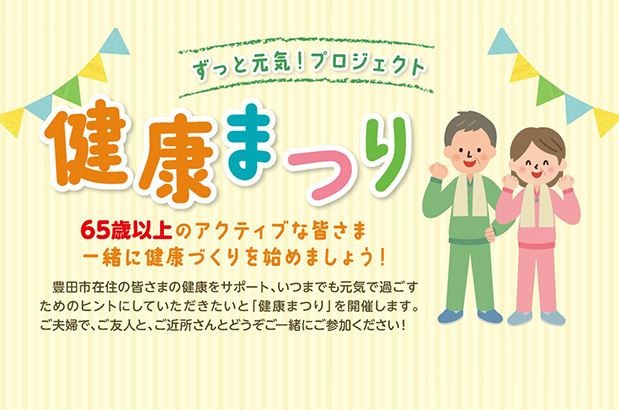 ずっと元気!プロジェクト
健康まつり
65歳以上のアクティブな皆さま
一緒に健康づくりを始めましょう!
豊田市在住の皆さまの健康をサポート、いつまでも元気で過ごす
ためのヒントにしていただきたいと「健康まつり」を開催します。
ご夫婦で、ご友人と、ご近所さんとどうぞご一緒にご参加ください!